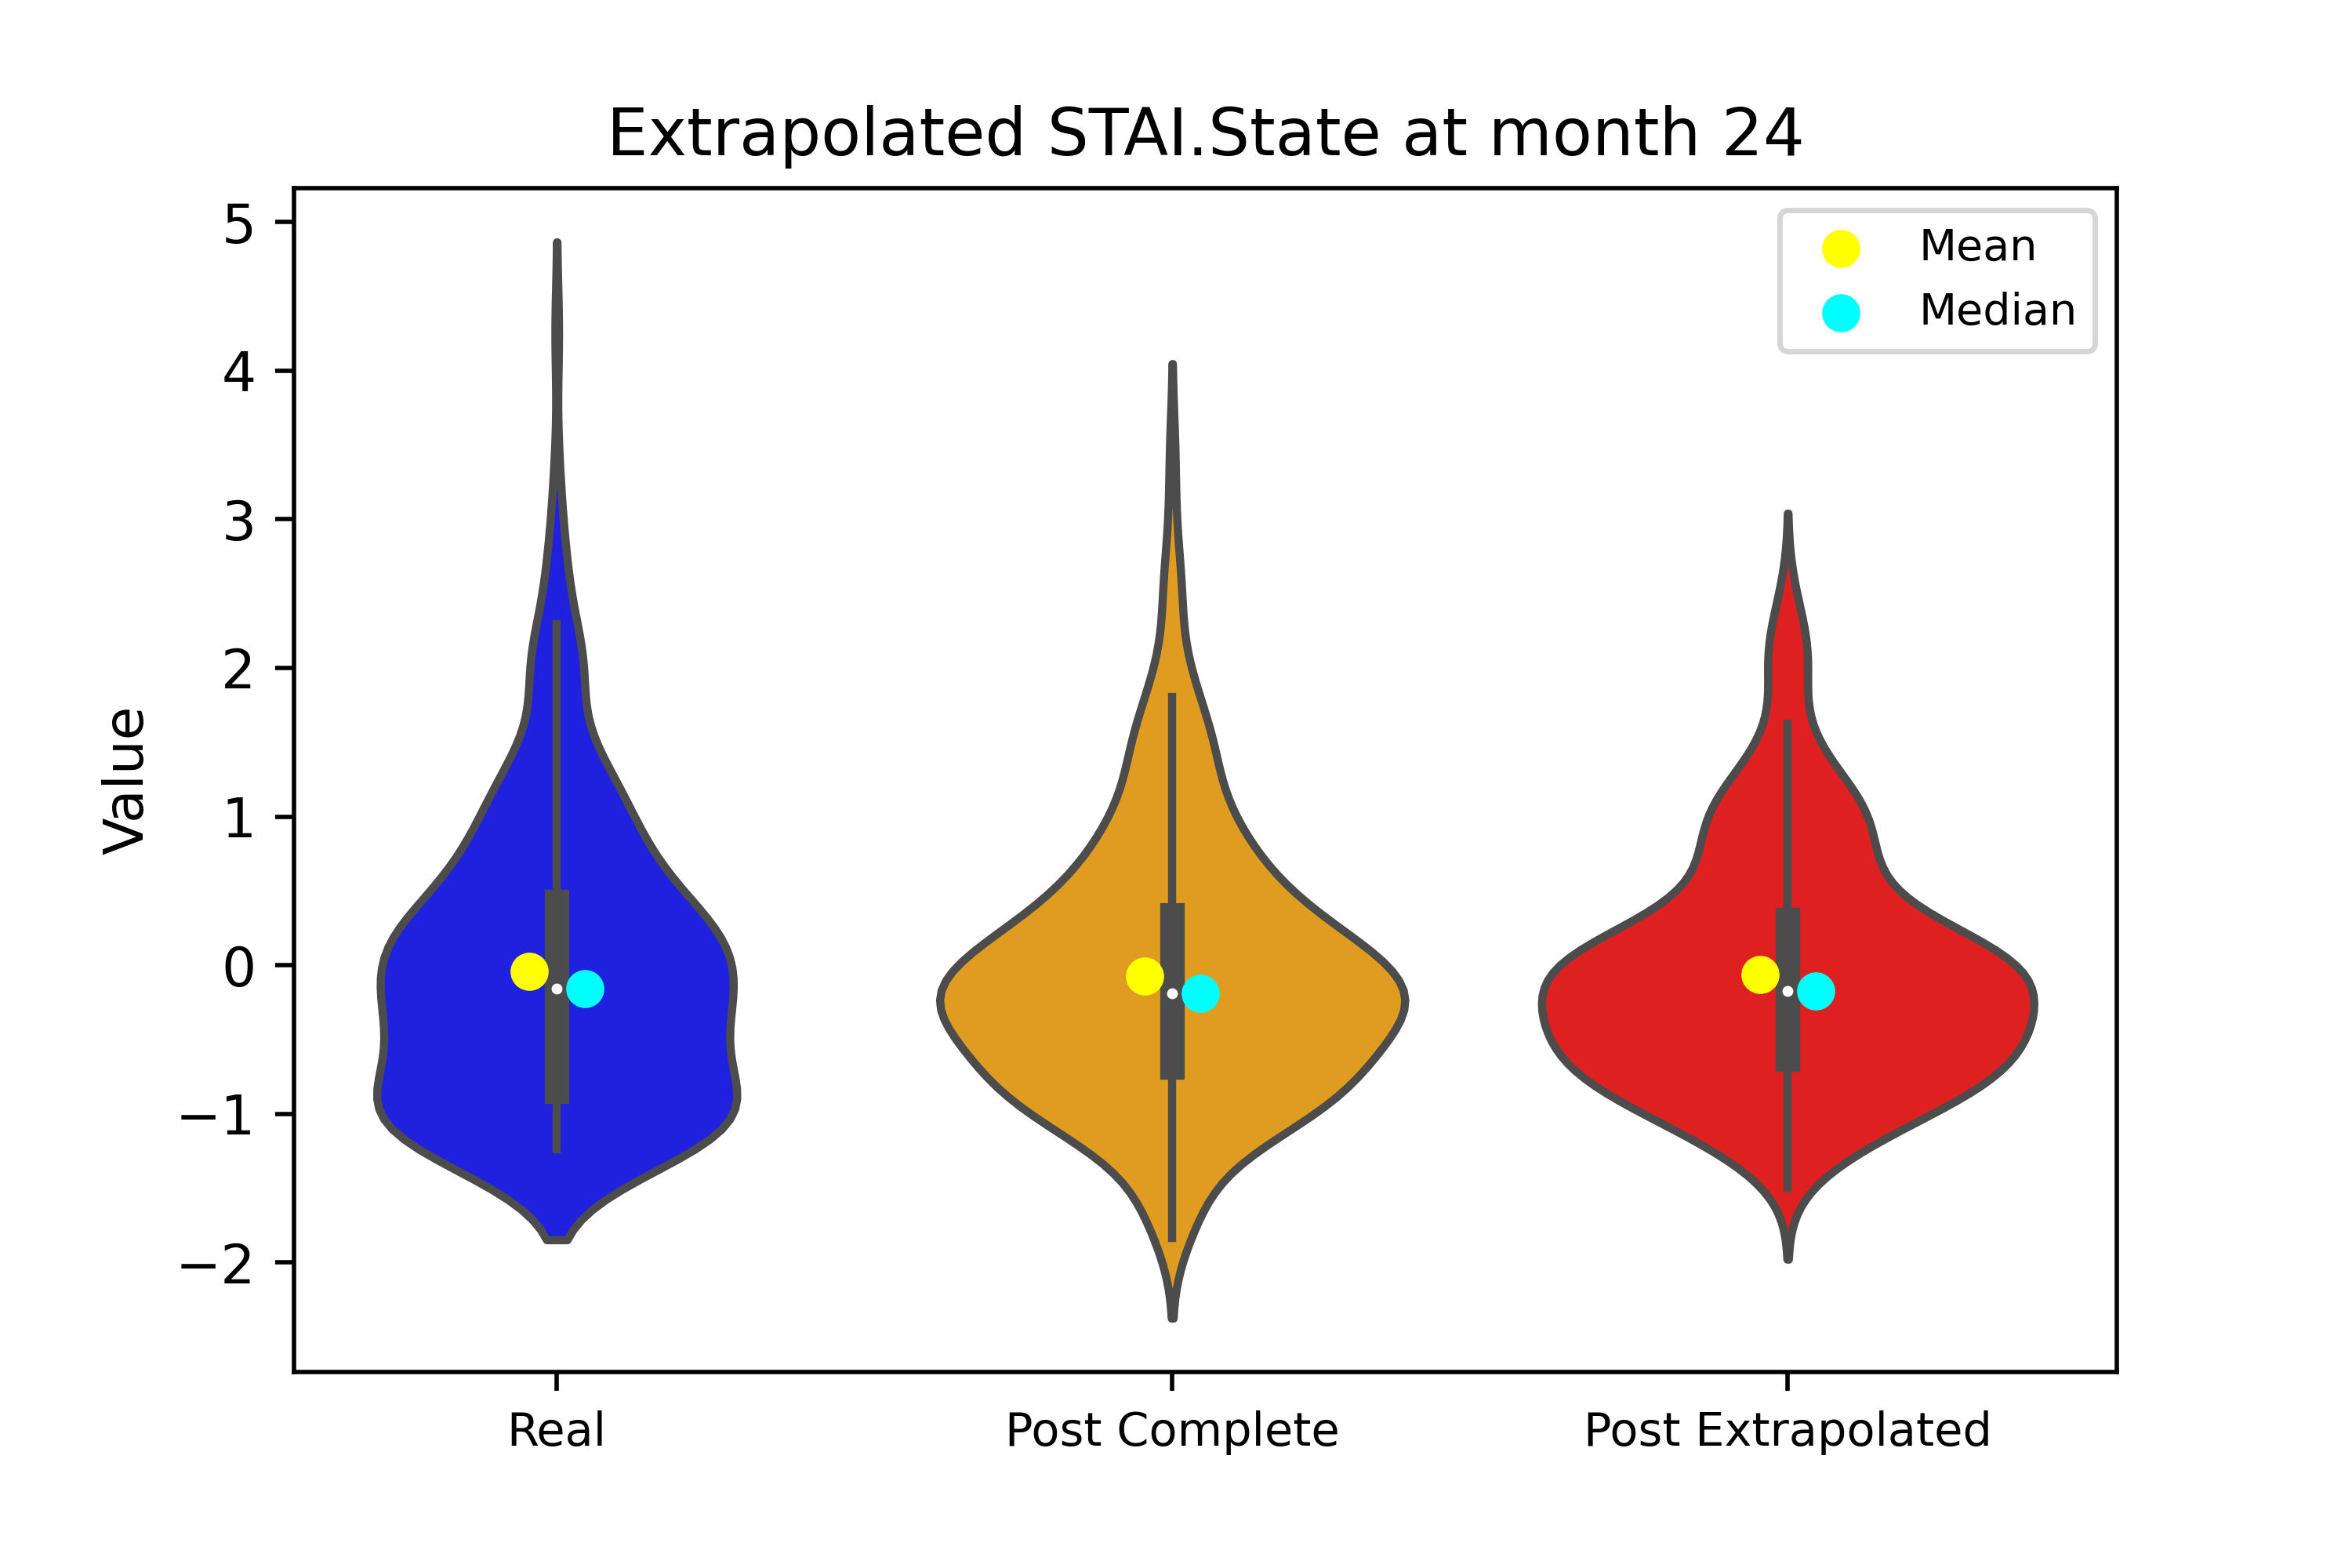 Extrapolated STAI.State at month 24
5
4
3
2
1
0
−1
−2
Value
Mean
Median
Real
Post Complete
Post Extrapolated